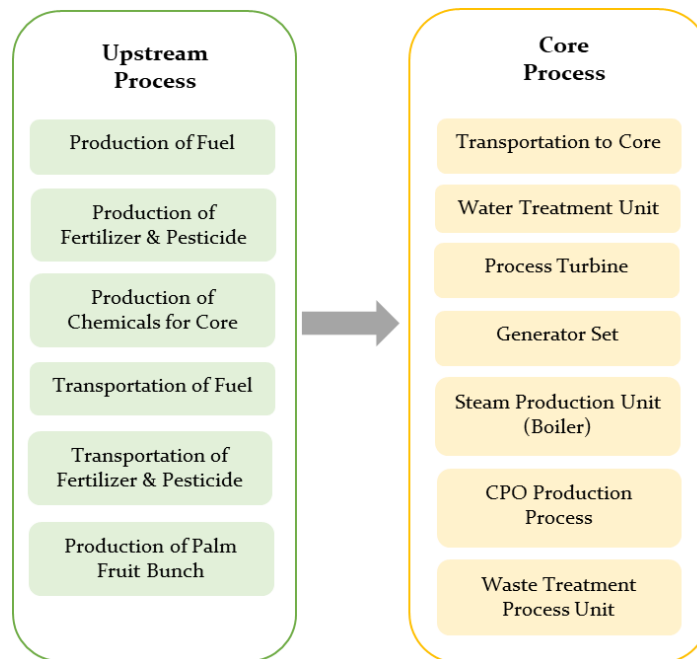 Upstream
Process
Production of Fuel
Production of
Fertilizer & Pesticide
Production of
Chemicals for Core
Transportation of Fuel
Transportation of
Fertilizer & Pesticide
Production of Palm
Fruit Bunch
Core
Process
Transportation to Core
Water Treatment Unit
Process Turbine
Generator Set
Steam Production Unit
(Boiler)
CPO Production
Process
Waste Treatment
Process Unit